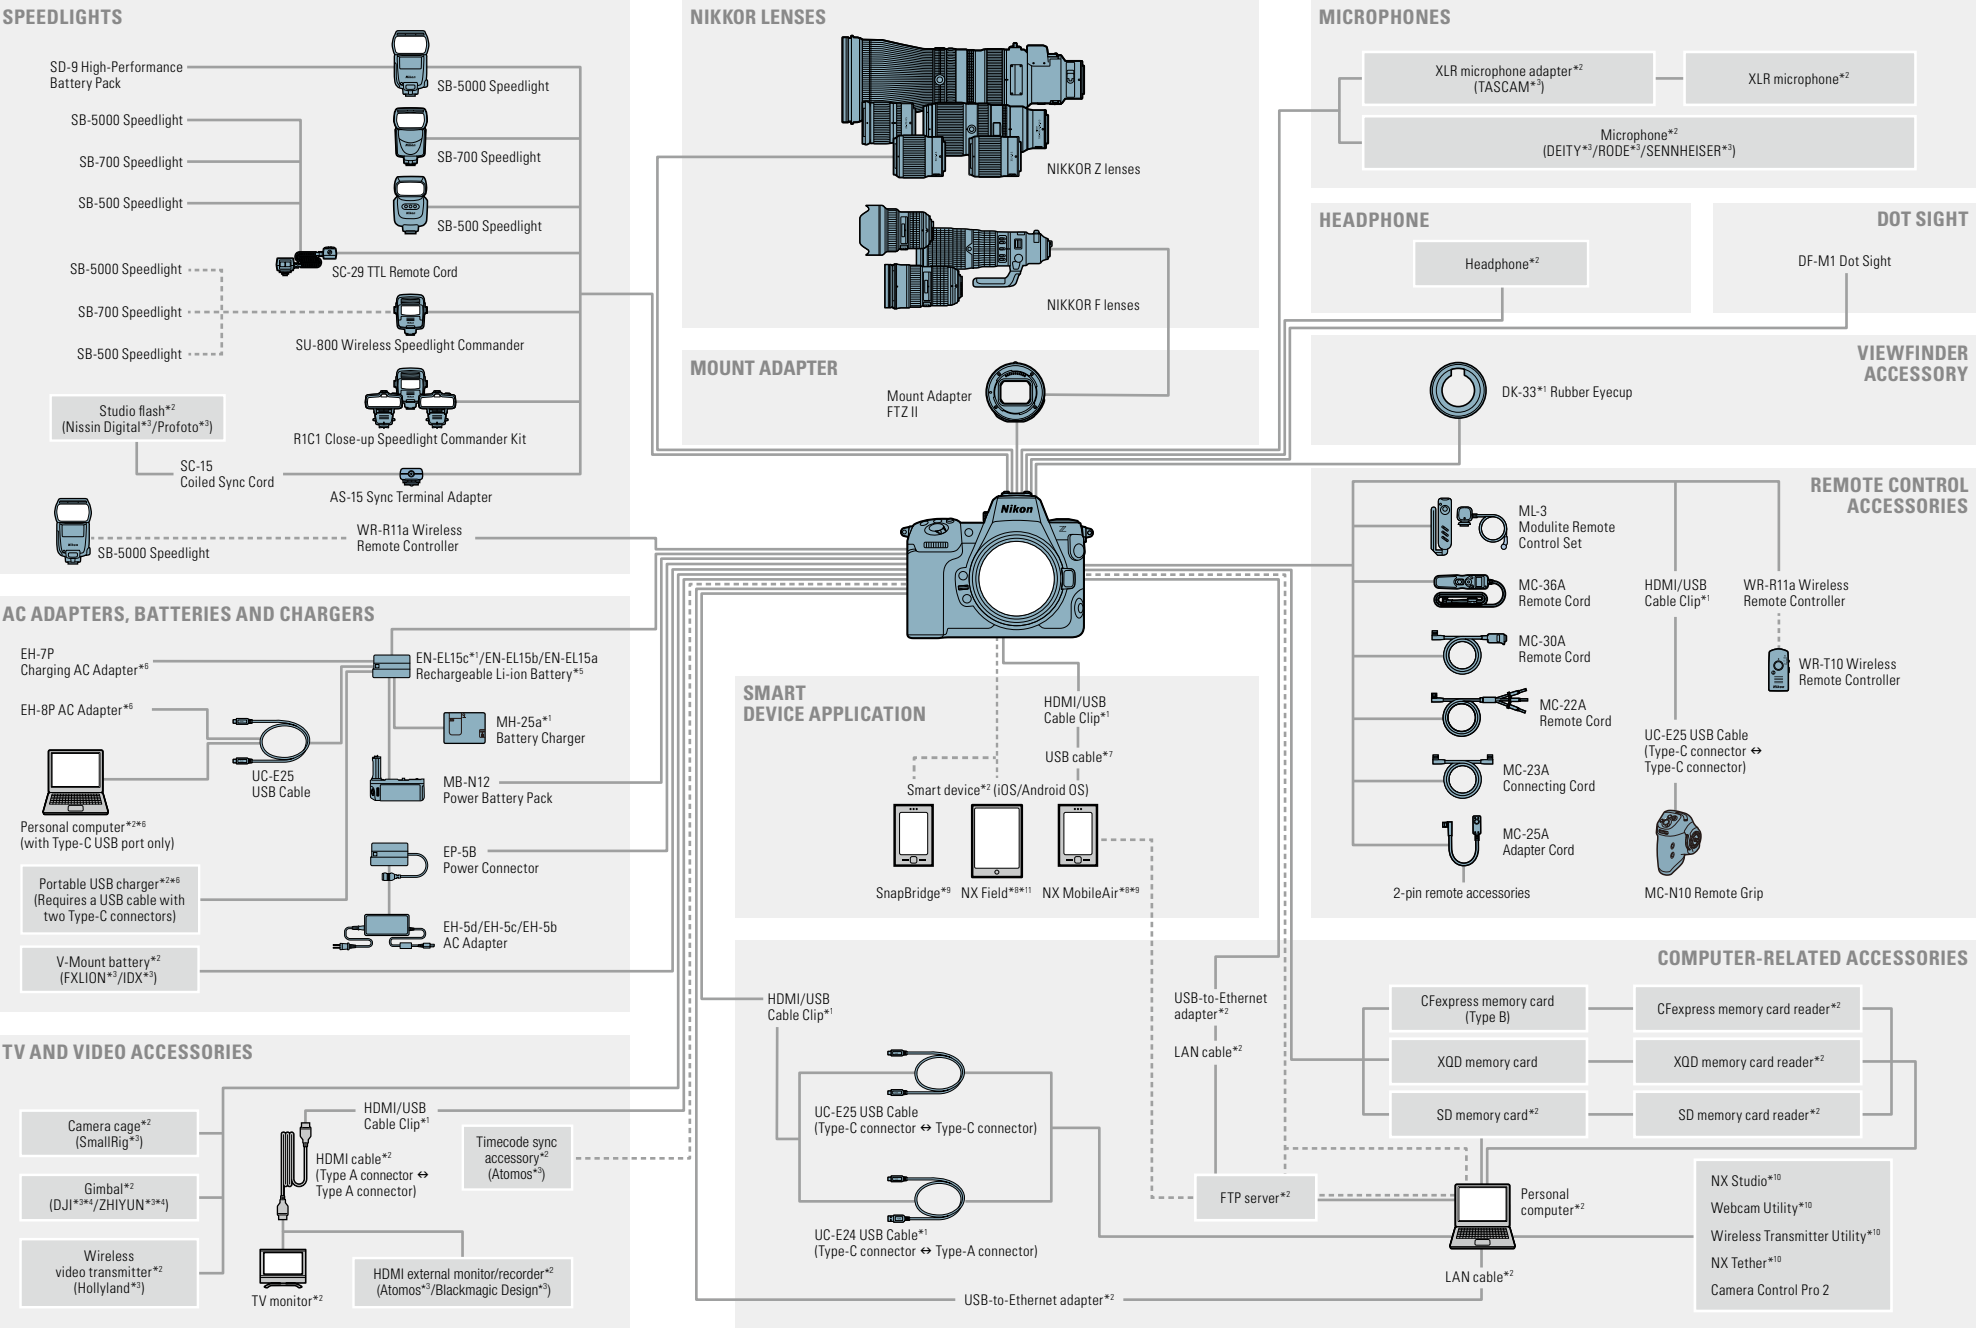 SPEEDLIGHTS
SD-9 High-Performance
Battery Pack
SB-5000 Speedlight
SB-5000 Speedlight
SB-700 Speedlight
SB-700 Speedlight
SB-500 Speedlight
SB-500 Speedlight
SC-29 TTL Remote Cord
SB-5000 Speedlight
SB-700 Speedlight
SB-500 Speedlight
SU-800 Wireless Speedlight Commander
Studio flash*2
(Nissin Digital*3/Profoto*3)
R1C1 Close-up Speedlight Commander Kit
SC-15
Coiled Sync Cord
AS-15 Sync Terminal Adapter
SB-5000 Speedlight
WR-R11a Wireless
Remote Controller
NIKKOR LENSES
NIKKOR Z lenses
NIKKOR F lenses
MOUNT ADAPTER
Mount Adapter
FTZ II
Nikon
Z
MICROPHONES
XLR microphone adapter*2
(TASCAM*3)
XLR microphone*2
Microphone*2
(DEITY*3/RODE*3/SENNHEISER*3)
HEADPHONE
Headphone*2
DOT SIGHT
DF-M1 Dot Sight
VIEWFINDER
ACCESSORY
DK-33*1 Rubber Eyecup
REMOTE CONTROL
ACCESSORIES
ML-3
Modulite Remote
Control Set
MC-36A
Remote Cord
MC-30A
Remote Cord
MC-22A
Remote Cord
MC-23A
Connecting Cord
MC-25A
Adapter Cord
2-pin remote accessories
HDMI/USB
Cable Clip*1
UC-E25 USB Cable
(Type-C connector ↔
Type-C connector)
MC-N10 Remote Grip
WR-R11a Wireless
Remote Controller
WR-T10 Wireless
Remote Controller
AC ADAPTERS, BATTERIES AND CHARGERS
EH-7P
Charging AC Adapter*6
EH-8P AC Adapter*6
UC-E25
USB Cable
Personal computer*2*6
(with Type-C USB port only)
Portable USB charger*2*6
(Requires a USB cable with
two Type-C connectors)
V-Mount battery*2
(FXLION*3/IDX*3)
EN-EL15c*1/EN-EL15b/EN-EL15a
Rechargeable Li-ion Battery*5
MH-25a*1
Battery Charger
MB-N12
Power Battery Pack
EP-5B
Power Connector
EH-5d/EH-5c/EH-5b
AC Adapter
SMART
DEVICE APPLICATION
HDMI/USB
Cable Clip*1
USB cable*7
Smart device*2 (iOS/Android OS)
SnapBridge*9
NX Field*8*11
NX MobileAir*8*9
TV AND VIDEO ACCESSORIES
Camera cage*2
(SmallRig*3)
Gimbal*2
(DJI*3*4/ZHIYUN*3*4)
Wireless
video transmitter*2
(Hollyland*3)
HDMI/USB
Cable Clip*1
HDMI cable*2
(Type A connector ↔
Type A connector)
Timecode sync
accessory*2
(Atomos*3)
TV monitor*2
HDMI external monitor/recorder*2
(Atomos*3/Blackmagic Design*3)
COMPUTER-RELATED ACCESSORIES
HDMI/USB
Cable Clip*1
UC-E25 USB Cable
(Type-C connector ↔ Type-C connector)
UC-E24 USB Cable*1
(Type-C connector ↔ Type-A connector)
USB-to-Ethernet
adapter*2
LAN cable*2
FTP server*2
CFexpress memory card
(Type B)
CFexpress memory card reader*2
XQD memory card
XQD memory card reader*2
SD memory card*2
SD memory card reader*2
Personal
computer*2
NX Studio*10
Webcam Utility*10
Wireless Transmitter Utility*10
NX Tether*10
Camera Control Pro 2
LAN cable*2
USB-to-Ethernet adapter*2